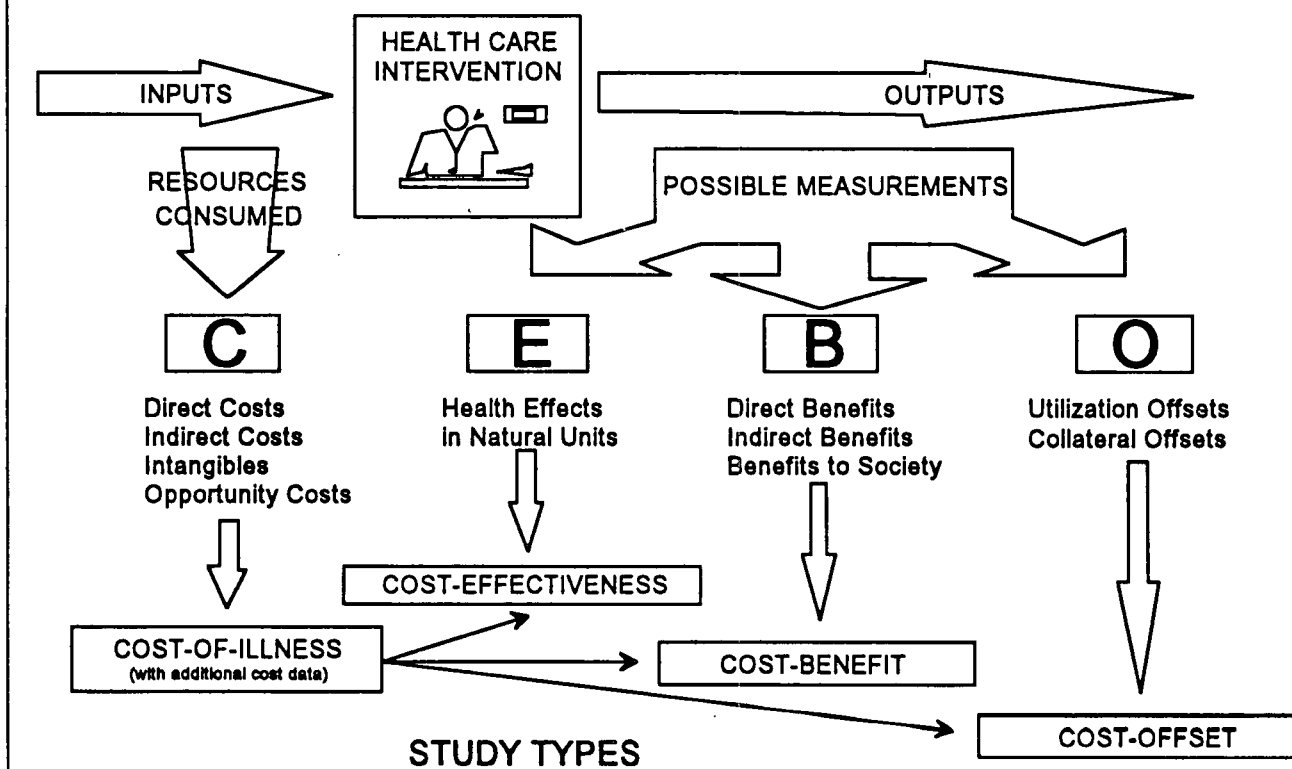 HEALTH CARE
INTERVENTION
INPUTS
OUTPUTS
RESOURCES
CONSUMED
POSSIBLE MEASUREMENTS
C
E
B
O
Direct Costs
Indirect Costs
Intangibles
Opportunity Costs
Health Effects
in Natural Units
Direct Benefits
Indirect Benefits
Benefits to Society
Utilization Offsets
Collateral Offsets
COST-EFFECTIVENESS
COST-OF-ILLNESS
(with additional cost data)
COST-BENEFIT
COST-OFFSET
STUDY TYPES